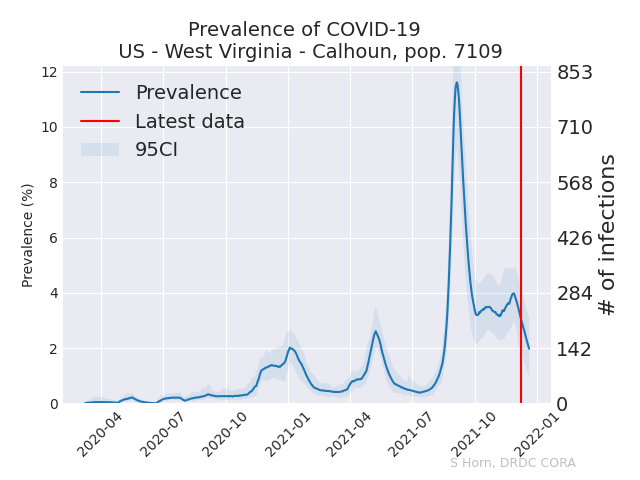 Prevalence of COVID-19
US - West Virginia - Calhoun, pop. 7109
Prevalence
Latest data
95CI
Prevalence (%)
12
10
8
6
4
2
0
853
710
568
426
284
142
0
# of infections
2020-04
2020-07
2020-10
2021-01
2021-04
2021-07
2021-10
2022-01
S Horn, DRDC CORA